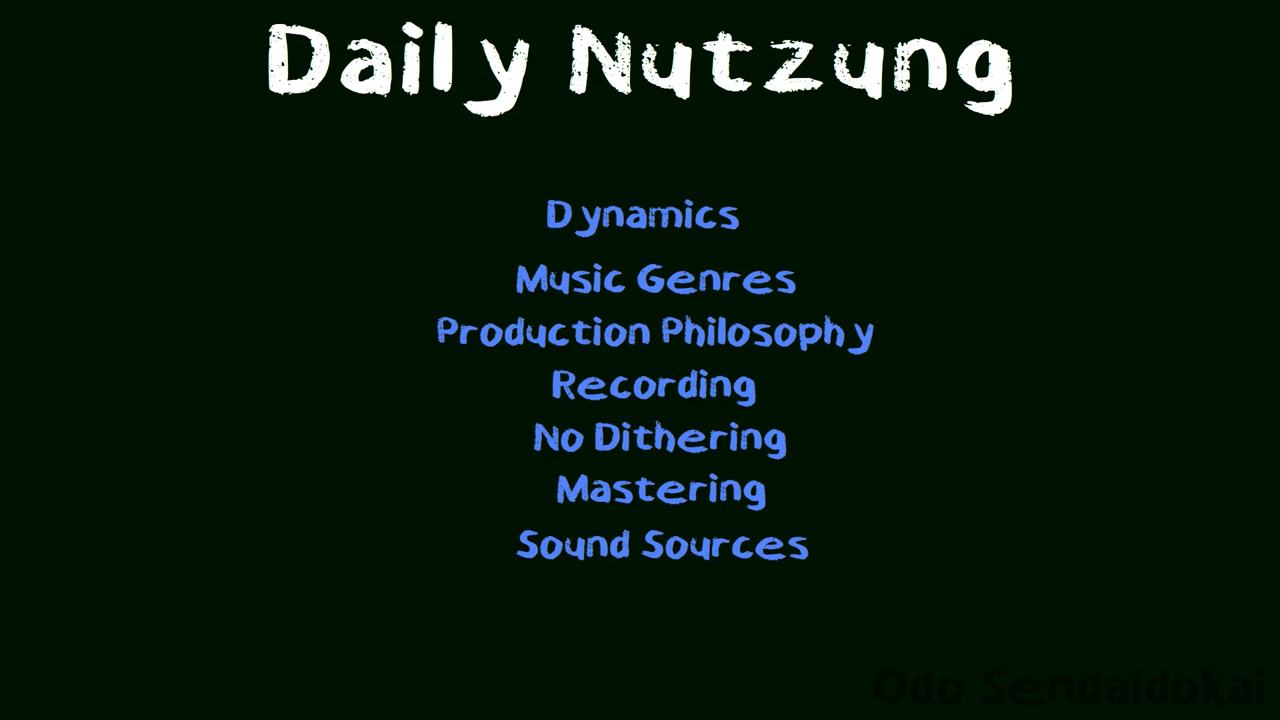 Daily Nutzung
Dynamics
Music Genres
Production Philosophy
Recording
No Dithering
Mastering
Sound Sources
Odo Sendaidokai